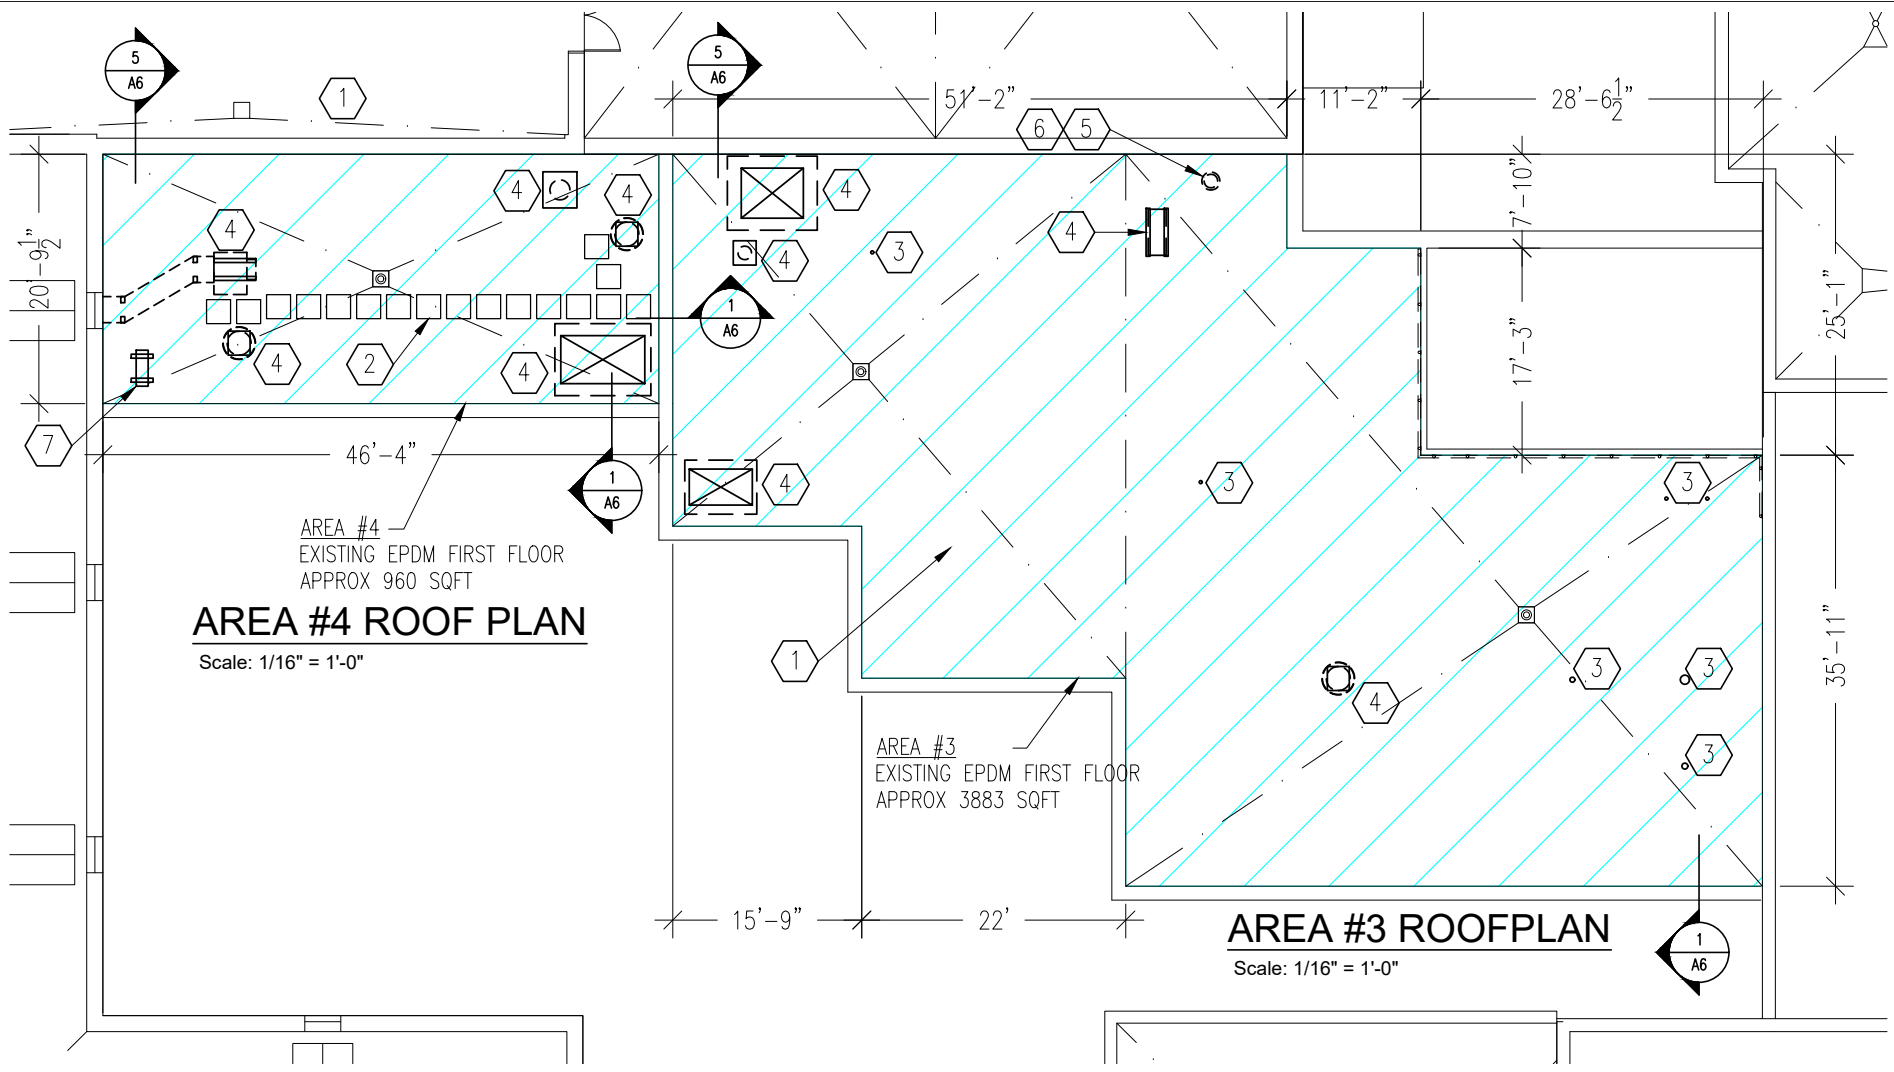 5
A6
1
5
A6
51'-2"
11'-2"
28'-6 1/2"
6
5
4
4
4
4
4
4
3
20'-9 1/2"
7'-10"
1
A6
17'-3"
25'-1"
4
2
4
7
46'-4"
4
3
3
1
A6
AREA #4
EXISTING EPDM FIRST FLOOR
APPROX 960 SQFT
AREA #4 ROOF PLAN
Scale: 1/16" = 1'-0"
1
4
3
3
35'-11"
3
AREA #3
EXISTING EPDM FIRST FLOOR
APPROX 3883 SQFT
15'-9"
22'
AREA #3 ROOFPLAN
Scale: 1/16" = 1'-0"
1
A6